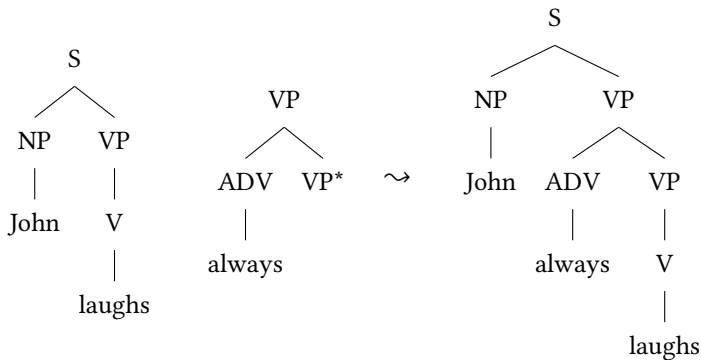 S
NP VP
John V
laughs
VP
ADV VP*
always
⤳
S
NP VP
John ADV VP
always V
laughs